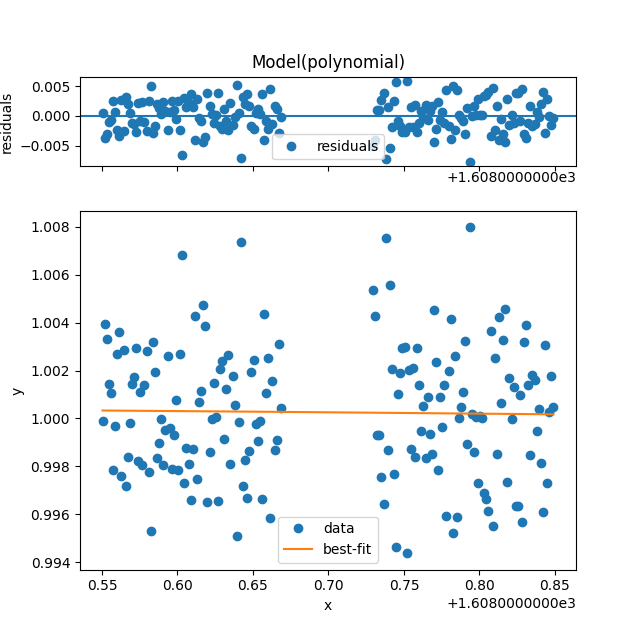 Model(polynomial)
residuals
0.005
0.000
−0.005
residuals
+1.6080000000e3
y
1.008
1.006
1.004
1.002
1.000
0.998
0.996
0.994
data
best-fit
0.55 0.60 0.65 0.70 0.75 0.80 0.85
x
+1.6080000000e3